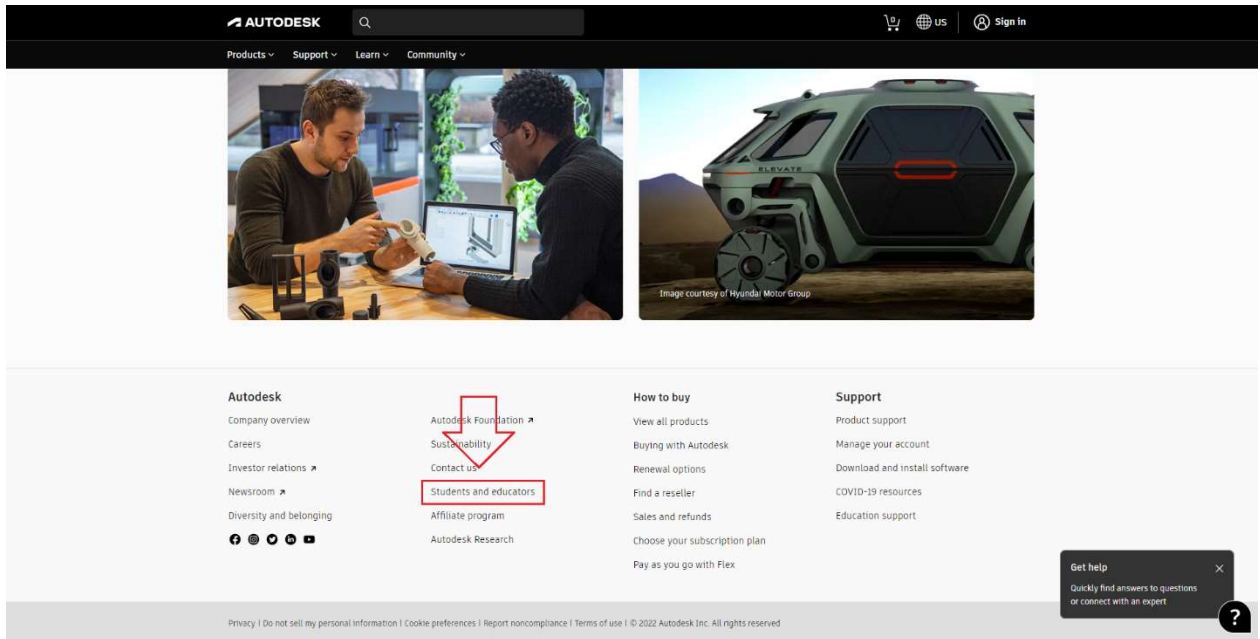 AUTODESK
0
US
Sign in
Products
Support
Learn
Community
ELEVATE
Image courtesy of Hyundai Motor Group
Autodesk
Company overview
Careers
Investor relations
Newsroom
Diversity and belonging
Autodesk Foundation
Sustainability
Contact us
Students and educators
Affiliate program
Autodesk Research
How to buy
View all products
Buying with Autodesk
Renewal options
Find a reseller
Sales and refunds
Choose your subscription plan
Pay as you go with Flex
Support
Product support
Manage your account
Download and install software
COVID-19 resources
Education support
Get help
Quickly find answers to questions
or connect with an expert
?
Privacy | Do not sell my personal information | Cookie preferences | Report noncompliance | Terms of use | © 2022 Autodesk Inc. All rights reserved